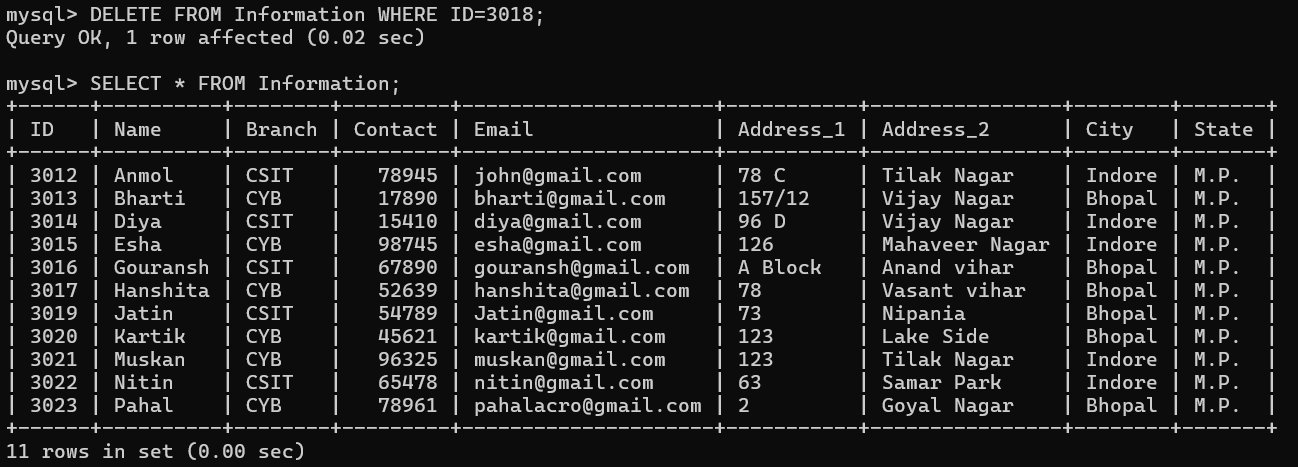 mysql> DELETE FROM Information WHERE ID=3018;
Query OK, 1 row affected (0.02 sec)
mysql> SELECT * FROM Information;
+------+----------+--------+---------+---------------------+-----------+----------------+--------+-------+
| ID   | Name     | Branch | Contact | Email               | Address_1 | Address_2      | City   | State |
+------+----------+--------+---------+---------------------+-----------+----------------+--------+-------+
| 3012 | Anmol    | CSIT   |   78945 | john@gmail.com      | 78 C      | Tilak Nagar    | Indore | M.P.  |
| 3013 | Bharti   | CYB    |   17890 | bharti@gmail.com    | 157/12    | Vijay Nagar    | Bhopal | M.P.  |
| 3014 | Diya     | CSIT   |   15410 | diya@gmail.com      | 96 D      | Vijay Nagar    | Indore | M.P.  |
| 3015 | Esha     | CYB    |   98745 | esha@gmail.com      | 126       | Mahaveer Nagar | Indore | M.P.  |
| 3016 | Gouransh | CSIT   |   67890 | gouransh@gmail.com  | A Block   | Anand vihar    | Bhopal | M.P.  |
| 3017 | Hanshita | CYB    |   52639 | hanshita@gmail.com  | 78        | Vasant vihar   | Bhopal | M.P.  |
| 3019 | Jatin    | CSIT   |   54789 | Jatin@gmail.com     | 73        | Nipania        | Bhopal | M.P.  |
| 3020 | Kartik   | CYB    |   45621 | kartik@gmail.com    | 123       | Lake Side      | Bhopal | M.P.  |
| 3021 | Muskan   | CYB    |   96325 | muskan@gmail.com    | 123       | Tilak Nagar    | Indore | M.P.  |
| 3022 | Nitin    | CSIT   |   65478 | nitin@gmail.com     | 63        | Samar Park     | Indore | M.P.  |
| 3023 | Pahal    | CYB    |   78961 | pahalacro@gmail.com | 2         | Goyal Nagar    | Bhopal | M.P.  |
+------+----------+--------+---------+---------------------+-----------+----------------+--------+-------+
11 rows in set (0.00 sec)